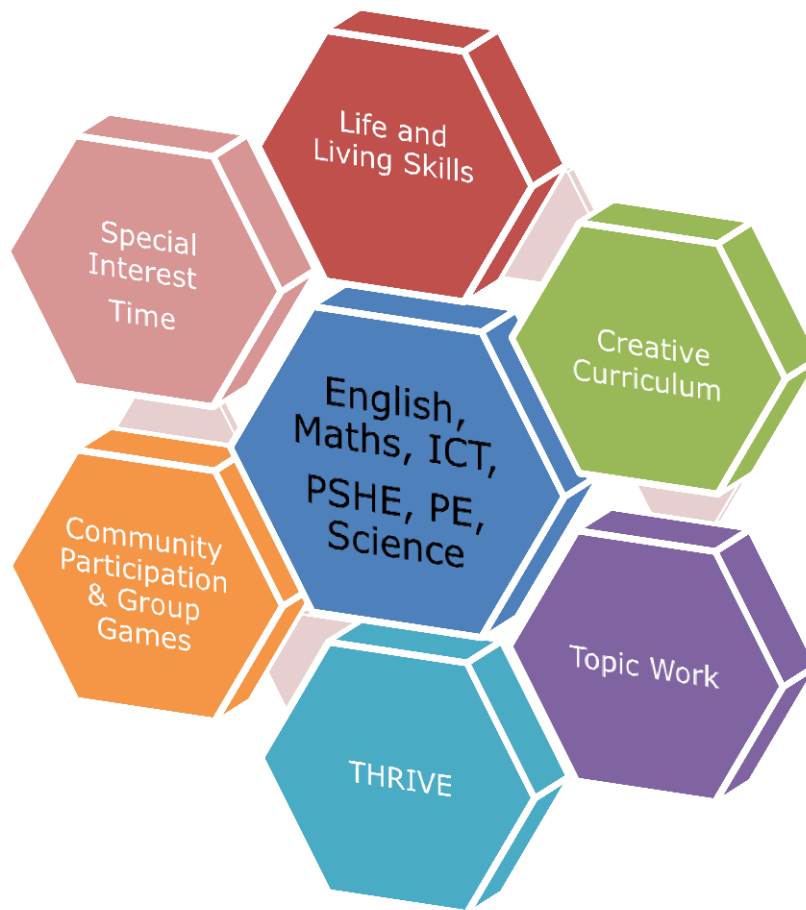 Life and
Living Skills
Special
Interest
Time
Creative
Curriculum
English,
Maths, ICT,
PSHE, PE,
Science
Community
Participation
& Group
Games
Topic Work
THRIVE